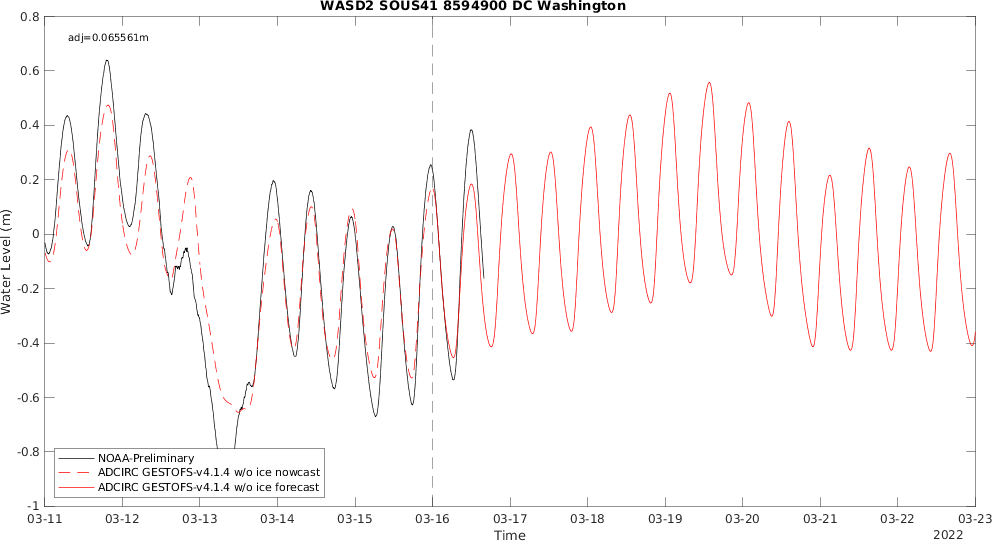 WASD2 SOUS41 8594900 DC Washington
adj=0.065561m
0.8
0.6
0.4
0.2
0
-0.2
-0.4
-0.6
-0.8
-1
Water Level (m)
NOAA-Preliminary
ADCIRC GESTOFS-v4.1.4 w/o ice nowcast
ADCIRC GESTOFS-v4.1.4 w/o ice forecast
03-11 03-12 03-13 03-14 03-15 03-16 03-17 03-18 03-19 03-20 03-21 03-22 03-23
Time
2022